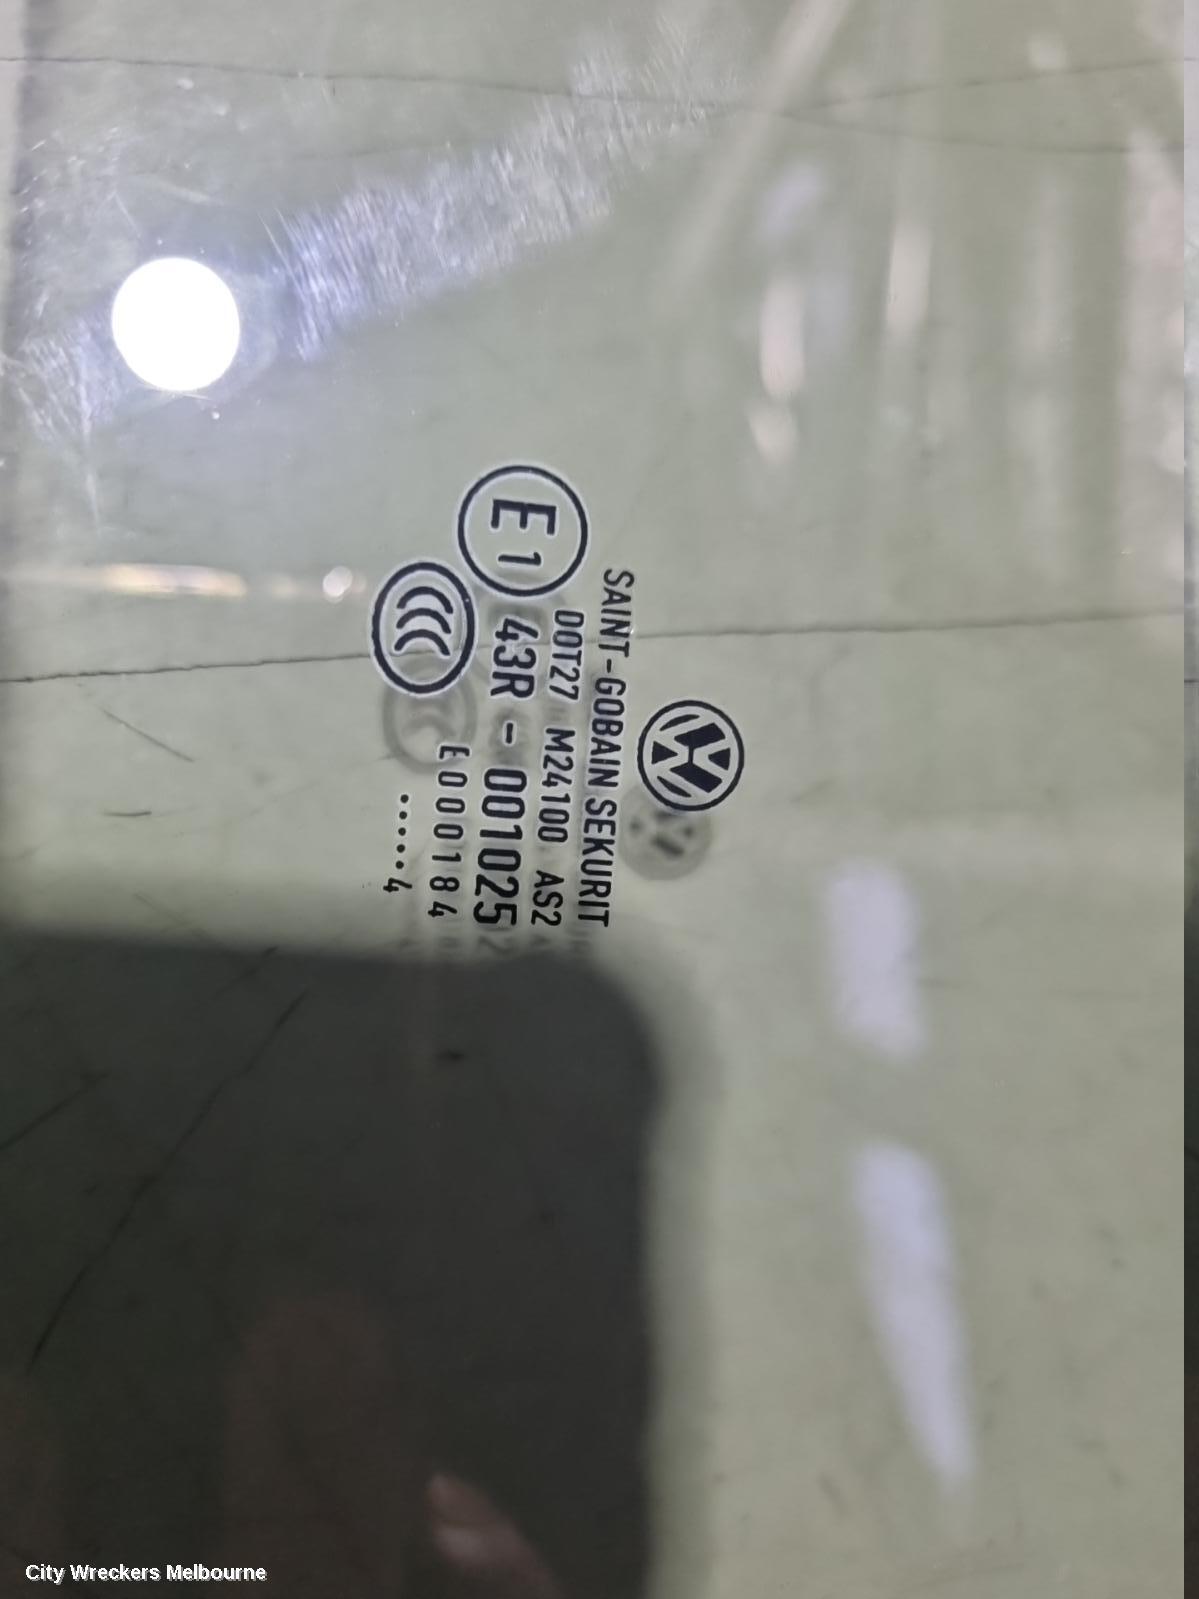 SAINT-GOBAIN SEKURIT
DOT27 M24100 AS2
E1 43R - 001025
E000184
.....4
City Wreckers Melbourne